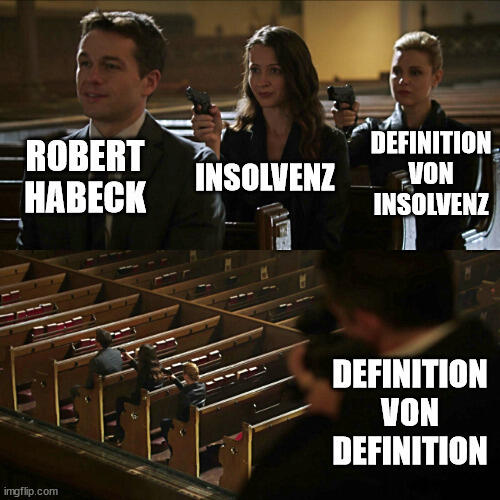 ROBERT
HABECK
INSOLVENZ
DEFINITION
VON
INSOLVENZ
DEFINITION
VON
DEFINITION
imgflip.com